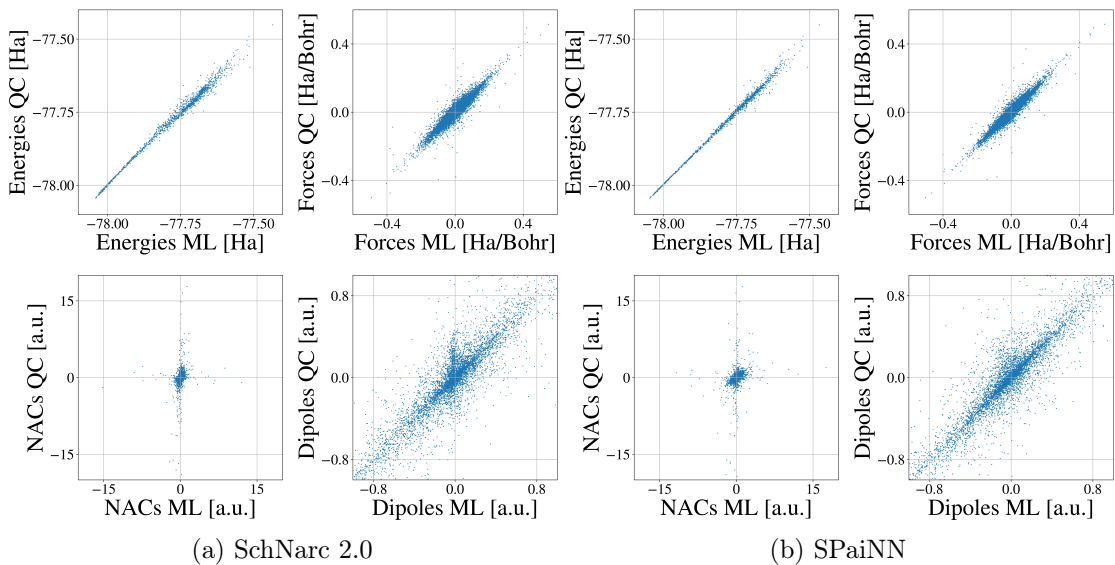 Energies QC [Ha]
−77.50
−77.75
−78.00
−78.00 −77.75 −77.50
Energies ML [Ha]
Forces QC [Ha/Bohr]
0.4
0.0
−0.4
−0.4 0.0 0.4
Forces ML [Ha/Bohr]
Energies QC [Ha]
−77.50
−77.75
−78.00
−78.00 −77.75 −77.50
Energies ML [Ha]
Forces QC [Ha/Bohr]
0.4
0.0
−0.4
−0.4 0.0 0.4
Forces ML [Ha/Bohr]
NACs QC [a.u.]
15
0
−15
−15 0 15
NACs ML [a.u.]
Dipoles QC [a.u.]
0.8
0.0
−0.8
−0.8 0.0 0.8
Dipoles ML [a.u.]
NACs QC [a.u.]
15
0
−15
−15 0 15
NACs ML [a.u.]
Dipoles QC [a.u.]
0.8
0.0
−0.8
−0.8 0.0 0.8
Dipoles ML [a.u.]
(a) SchNarc 2.0
(b) SPaiNN